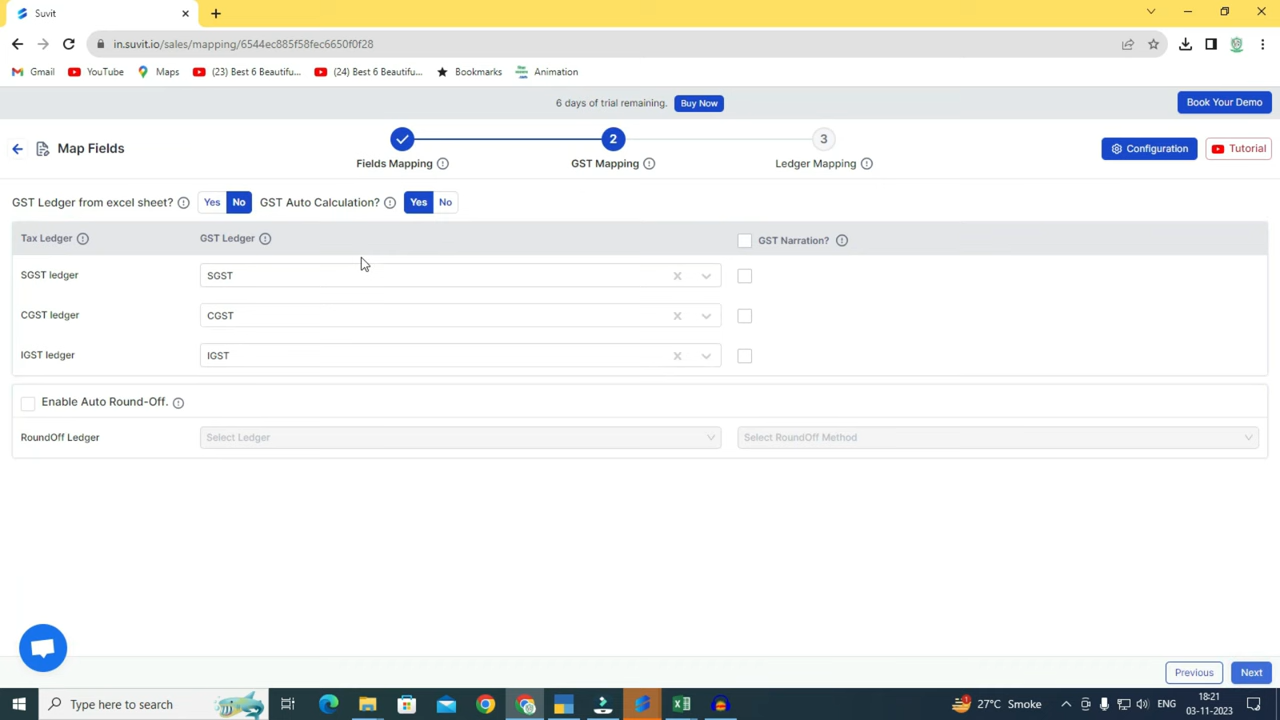 Suvit
in.suvit.io/sales/mapping/6544ec885f58fec6650f0f28
Gmail YouTube Maps (23) Best 6 Beautifu... (24) Best 6 Beautifu... Bookmarks Animation
6 days of trial remaining. Buy Now Book Your Demo
Map Fields 2 3
Fields Mapping GST Mapping Ledger Mapping Configuration Tutorial
GST Ledger from excel sheet? Yes No GST Auto Calculation? Yes No
Tax Ledger GST Ledger GST Narration?
SGST ledger SGST
CGST ledger CGST
IGST ledger IGST
Enable Auto Round-Off.
RoundOff Ledger Select Ledger Select RoundOff Method
Previous Next
Type here to search 27°C Smoke ENG 18:21
03-11-2023